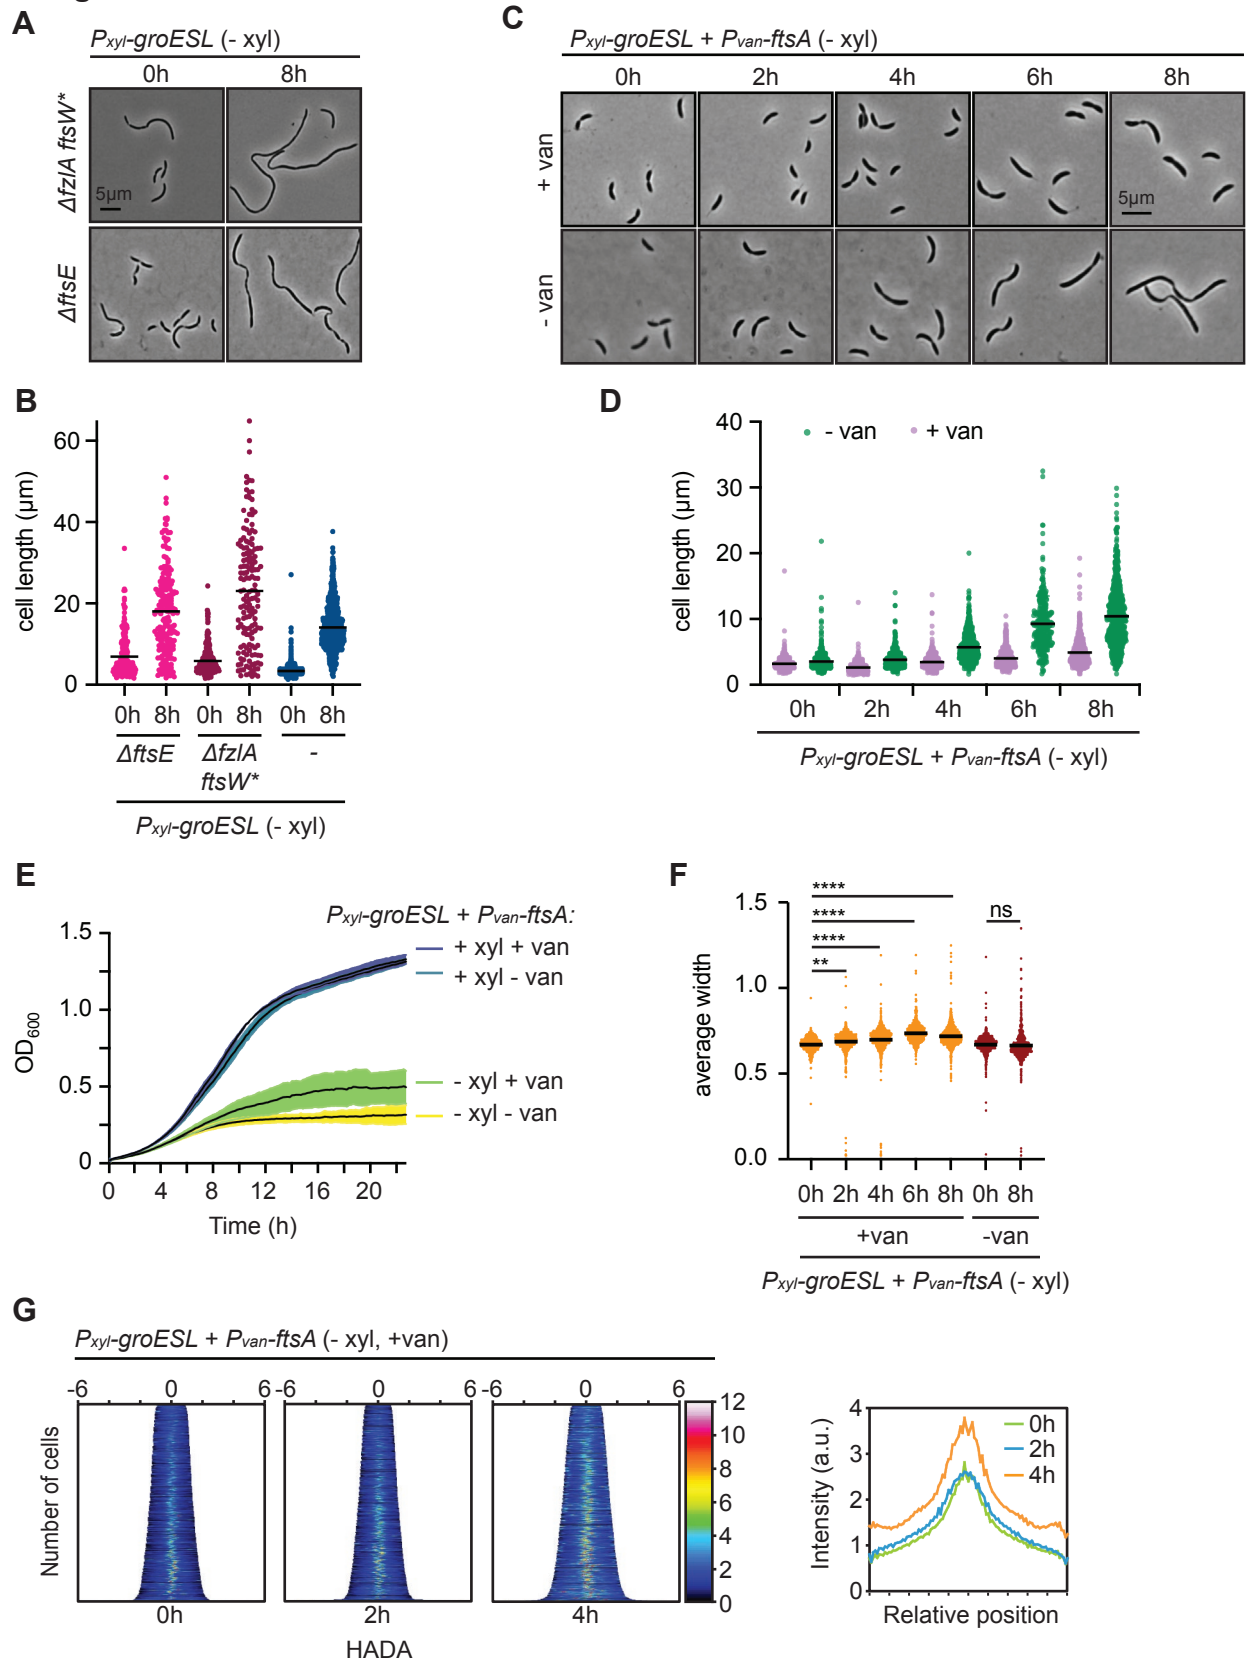 A
Pxyl-groESL (- xyl)
0h 8h
ΔfzlA ftsW*
5µm
ΔftsE
B
cell length (µm)
60
40
20
0
0h 8h 0h 8h 0h 8h
ΔftsE ΔfzlA ftsW* -
Pxyl-groESL (- xyl)
C
Pxyl-groESL + Pvan-ftsA (- xyl)
0h 2h 4h 6h 8h
+ van
5µm
- van
D
- van + van
cell length (µm)
40
30
20
10
0
0h 2h 4h 6h 8h
Pxyl-groESL + Pvan-ftsA (- xyl)
E
Pxyl-groESL + Pvan-ftsA:
+ xyl + van
+ xyl - van
- xyl + van
- xyl - van
OD600
1.5
1.0
0.5
0
0 4 8 12 16 20
Time (h)
F
average width
1.5
1.0
0.5
0.0
****
****
****
**
ns
0h 2h 4h 6h 8h 0h 8h
+van -van
Pxyl-groESL + Pvan-ftsA (- xyl)
G
Pxyl-groESL + Pvan-ftsA (- xyl, +van)
-6 0 6 -6 0 6 -6 0 6
Number of cells
12
10
8
6
4
2
0
0h 2h 4h
HADA
Intensity (a.u.)
4
3
2
1
0
0h
2h
4h
Relative position